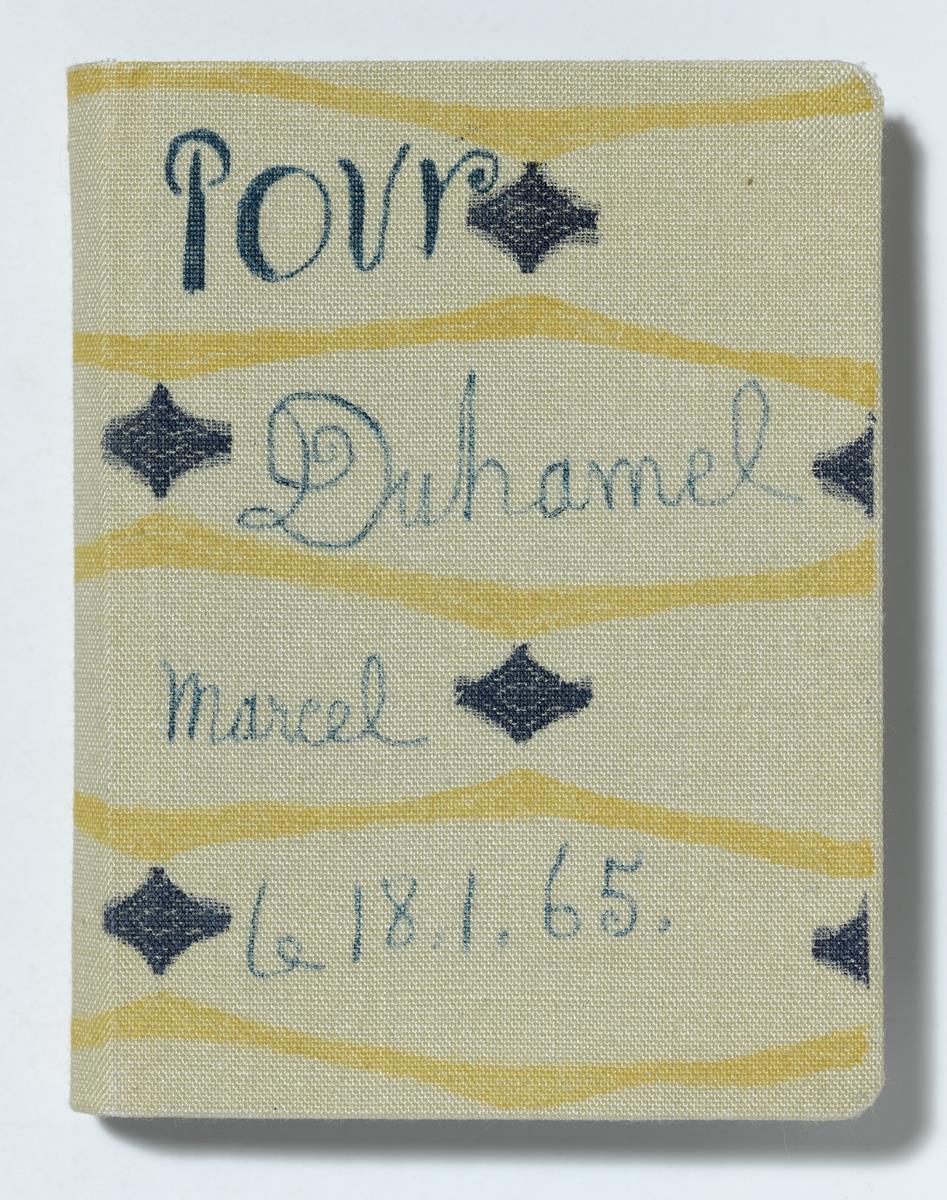 Pour
Duhamel
Marcel
le 18.1.65.